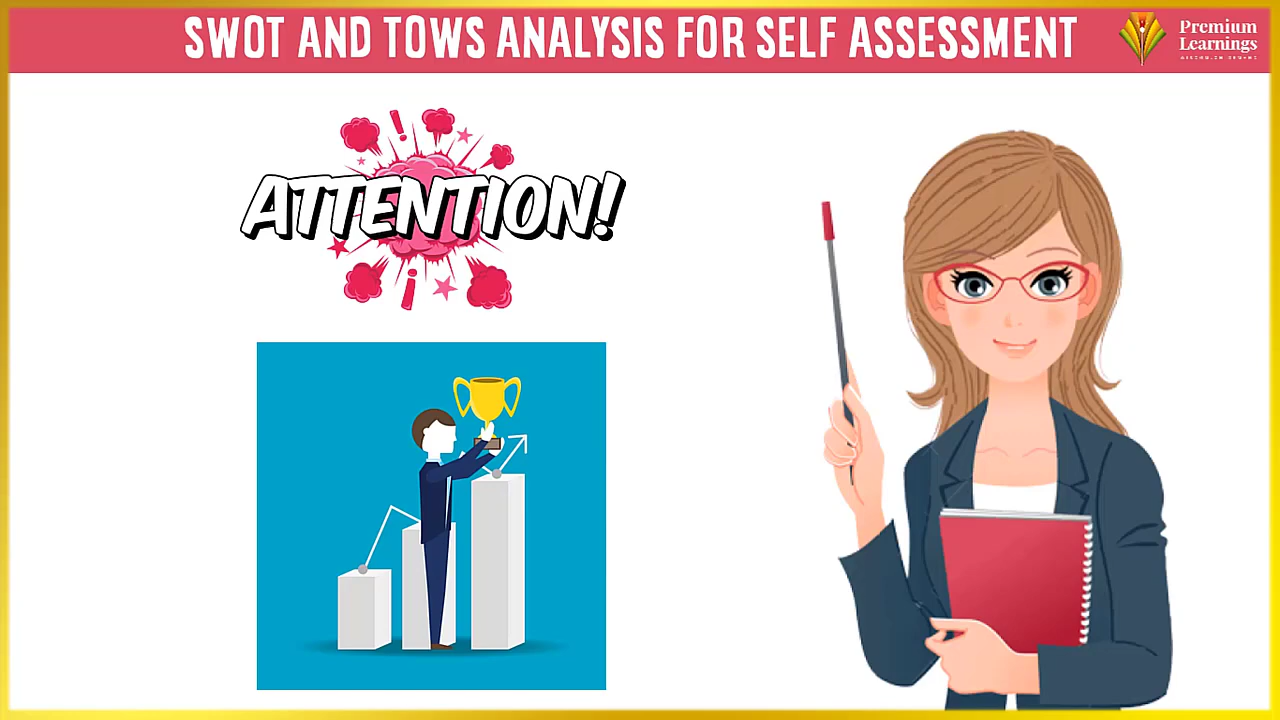 SWOT AND TOWS ANALYSIS FOR SELF ASSESSMENT
Premium
Learnings
ATTENTION!